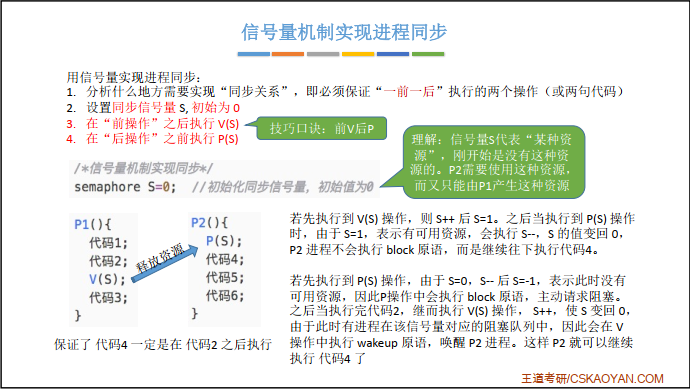 信号量机制实现进程同步
用信号量实现进程同步：
1. 分析什么地方需要实现“同步关系”，即必须保证“一前一后”执行的两个操作（或两句代码）
2. 设置同步信号量 S, 初始为 0
3. 在“前操作”之后执行 V(S)
4. 在“后操作”之前执行 P(S)
技巧口诀：前V后P
理解：信号量S代表“某种资
源”，刚开始是没有这种资
源的。P2需要使用这种资源，
而又只能由P1产生这种资源
/*信号量机制实现同步*/
semaphore S=0; //初始化同步信号量，初始值为0
P1(){
代码1;
代码2;
V(S);
代码3;
}
释放资源
P2(){
P(S);
代码4;
代码5;
代码6;
}
保证了 代码4 一定是在 代码2 之后执行
若先执行到 V(S) 操作，则 S++ 后 S=1。之后当执行到 P(S) 操作
时，由于 S=1，表示有可用资源，会执行 S--，S 的值变回 0，
P2 进程不会执行 block 原语，而是继续往下执行代码4。
若先执行到 P(S) 操作，由于 S=0，S-- 后 S=-1，表示此时没有
可用资源，因此P操作中会执行 block 原语，主动请求阻塞。
之后当执行完代码2，继而执行 V(S) 操作， S++，使 S 变回 0，
由于此时有进程在该信号量对应的阻塞队列中，因此会在 V
操作中执行 wakeup 原语，唤醒 P2 进程。这样 P2 就可以继续
执行 代码4 了
王道考研/CSKAOYAN.COM